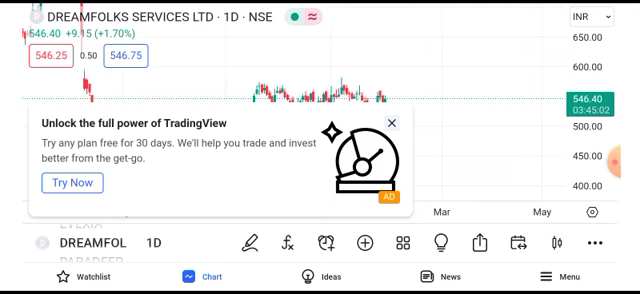 D DREAMFOLKS SERVICES LTD · 1D · NSE
INR
546.40 +9.15 (+1.70%)
546.25 0.50 546.75
650.00
600.00
546.40
03:45:02
500.00
450.00
400.00
Unlock the full power of TradingView
Try any plan free for 30 days. We'll help you trade and invest
better from the get-go.
Try Now
AD
Mar May
D DREAMFOL 1D
Watchlist Chart Ideas News Menu